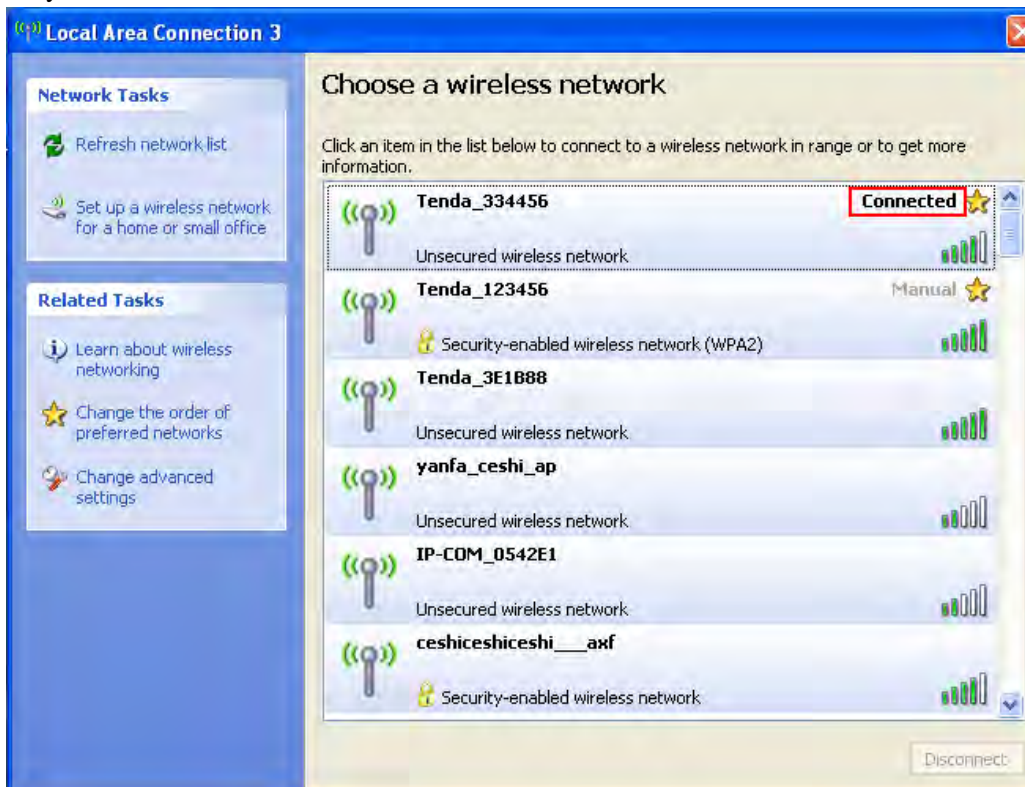 Local Area Connection 3
Network Tasks
Refresh network list
Set up a wireless network
for a home or small office
Related Tasks
Learn about wireless
networking
Change the order of
preferred networks
Change advanced
settings
Choose a wireless network
Click an item in the list below to connect to a wireless network in range or to get more
information.
Tenda_334456 Connected
Unsecured wireless network
Tenda_123456 Manual
Security-enabled wireless network (WPA2)
Tenda_3E1B88
Unsecured wireless network
yanfa_ceshi_ap
Unsecured wireless network
IP-COM_0542E1
Unsecured wireless network
ceshiceshiceshi___axf
Security-enabled wireless network
Disconnect